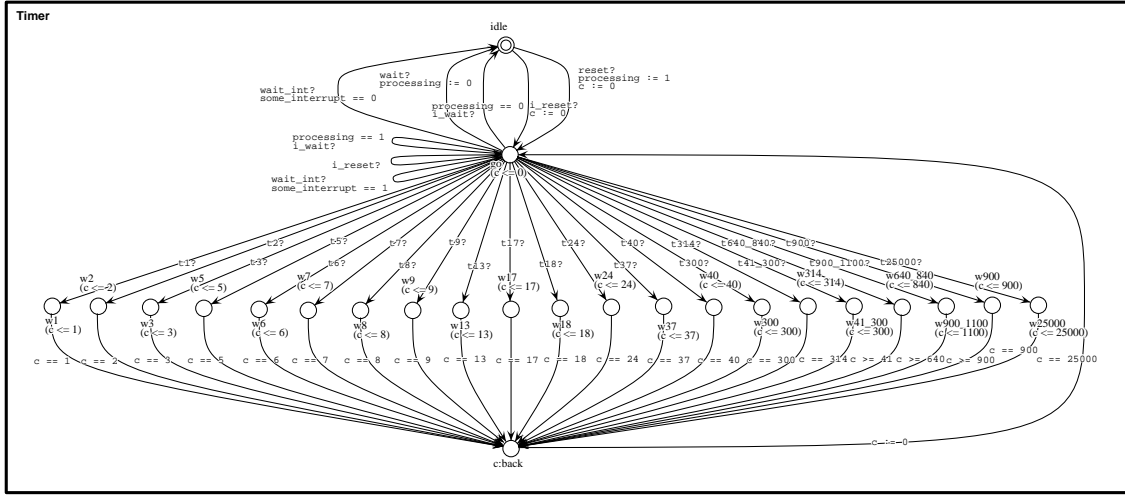 Timer
idle
wait?
processing := 0
reset?
processing := 1
c := 0
wait_int?
some_interrupt == 0
processing == 0
i_wait?
i_reset?
c := 0
processing == 1
i_wait?
i_reset?
wait_int?
some_interrupt == 1
go
(c <= 0)
t1?
t2?
t3?
t5?
t6?
t7?
t8?
t9?
t13?
t17?
t18?
t24?
t37?
t40?
t300?
t314?
t41_300?
t640_840?
t900_1100?
t900?
t25000?
w2
(c <= 2)
w5
(c <= 5)
w7
(c <= 7)
w9
(c <= 9)
w17
(c <= 17)
w24
(c <= 24)
w40
(c <= 40)
w314
(c <= 314)
w640_840
(c <= 840)
w900
(c <= 900)
w1
(c <= 1)
w3
(c <= 3)
w6
(c <= 6)
w8
(c <= 8)
w13
(c <= 13)
w18
(c <= 18)
w37
(c <= 37)
w300
(c <= 300)
w41_300
(c <= 300)
w900_1100
(c <= 1100)
w25000
(c <= 25000)
c == 1
c == 2
c == 3
c == 5
c == 6
c == 7
c == 8
c == 9
c == 13
c == 17
c == 18
c == 24
c == 37
c == 40
c == 300
c == 314
c >= 41
c >= 640
c >= 900
c == 900
c == 25000
c := 0
c:back